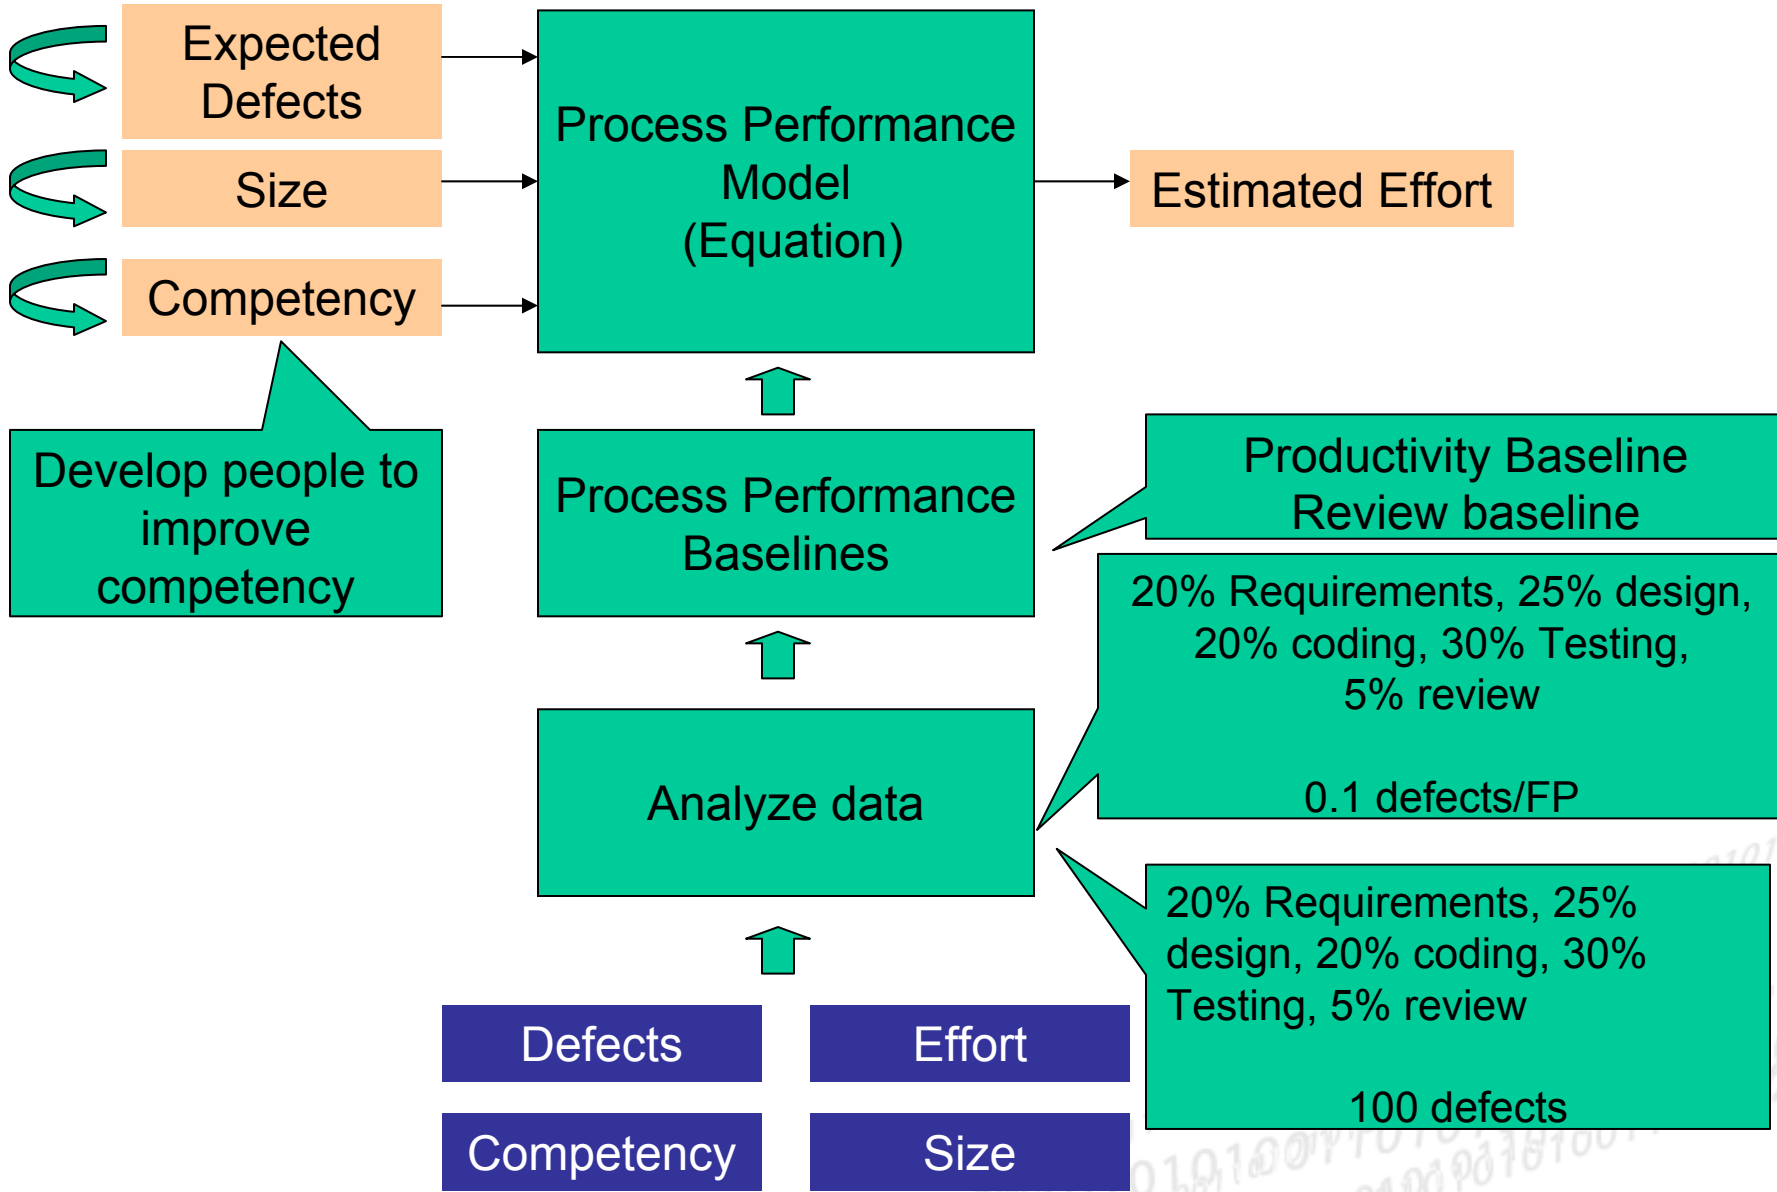 Expected
Defects
Size
Competency
Process Performance
Model
(Equation)
Estimated Effort
Develop people to
improve
competency
Process Performance
Baselines
Productivity Baseline
Review baseline
20% Requirements, 25% design,
20% coding, 30% Testing,
5% review
0.1 defects/FP
Analyze data
20% Requirements, 25%
design, 20% coding, 30%
Testing, 5% review
100 defects
Defects
Effort
Competency
Size